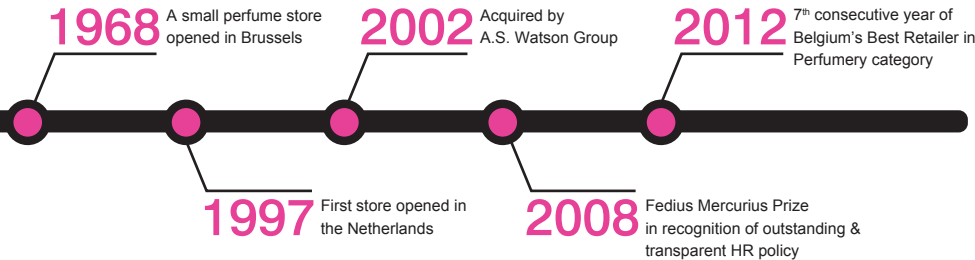 1968
A small perfume store
opened in Brussels
1997
First store opened in
the Netherlands
2002
Acquired by
A.S. Watson Group
2008
Fedius Mercurius Prize
in recognition of outstanding &
transparent HR policy
2012
7th consecutive year of
Belgium's Best Retailer in
Perfumery category